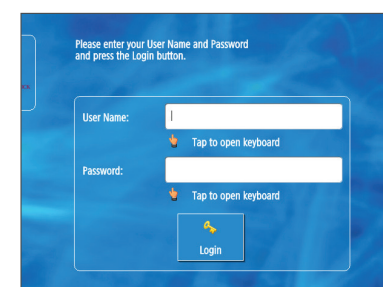 Please enter your User Name and Password
and press the Login button.
xx
User Name:
Tap to open keyboard
Password:
Tap to open keyboard
Login